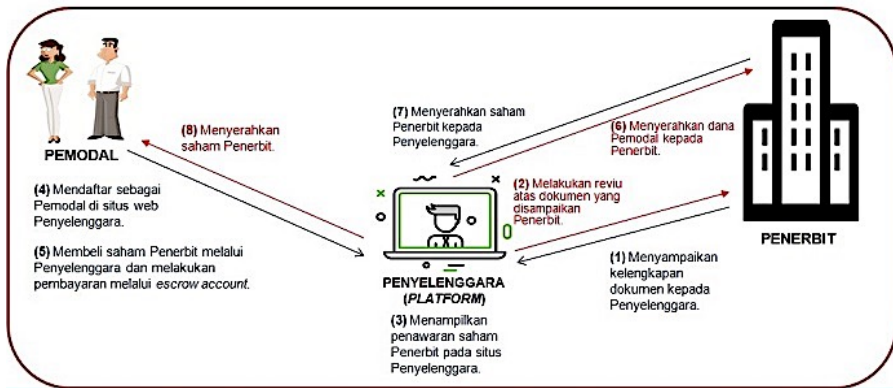 (8) Menyerahkan
saham Penerbit.
PEMODAL
(4) Mendaftar sebagai
Pemodal di situs web
Penyelenggara.
(5) Membeli saham Penerbit melalui
Penyelenggara dan melakukan
pembayaran melalui escrow account.
(7) Menyerahkan saham
Penerbit kepada
Penyelenggara.
(6) Menyerahkan dana
Pemodal kepada
Penerbit.
(2) Melakukan reviu
atas dokumen yang
disampaikan
Penerbit.
PENERBIT
(1) Menyampaikan
kelengkapan
dokumen kepada
Penyelenggara.
PENYELENGGARA
(PLATFORM)
(3) Menampilkan
penawaran saham
Penerbit pada situs
Penyelenggara.